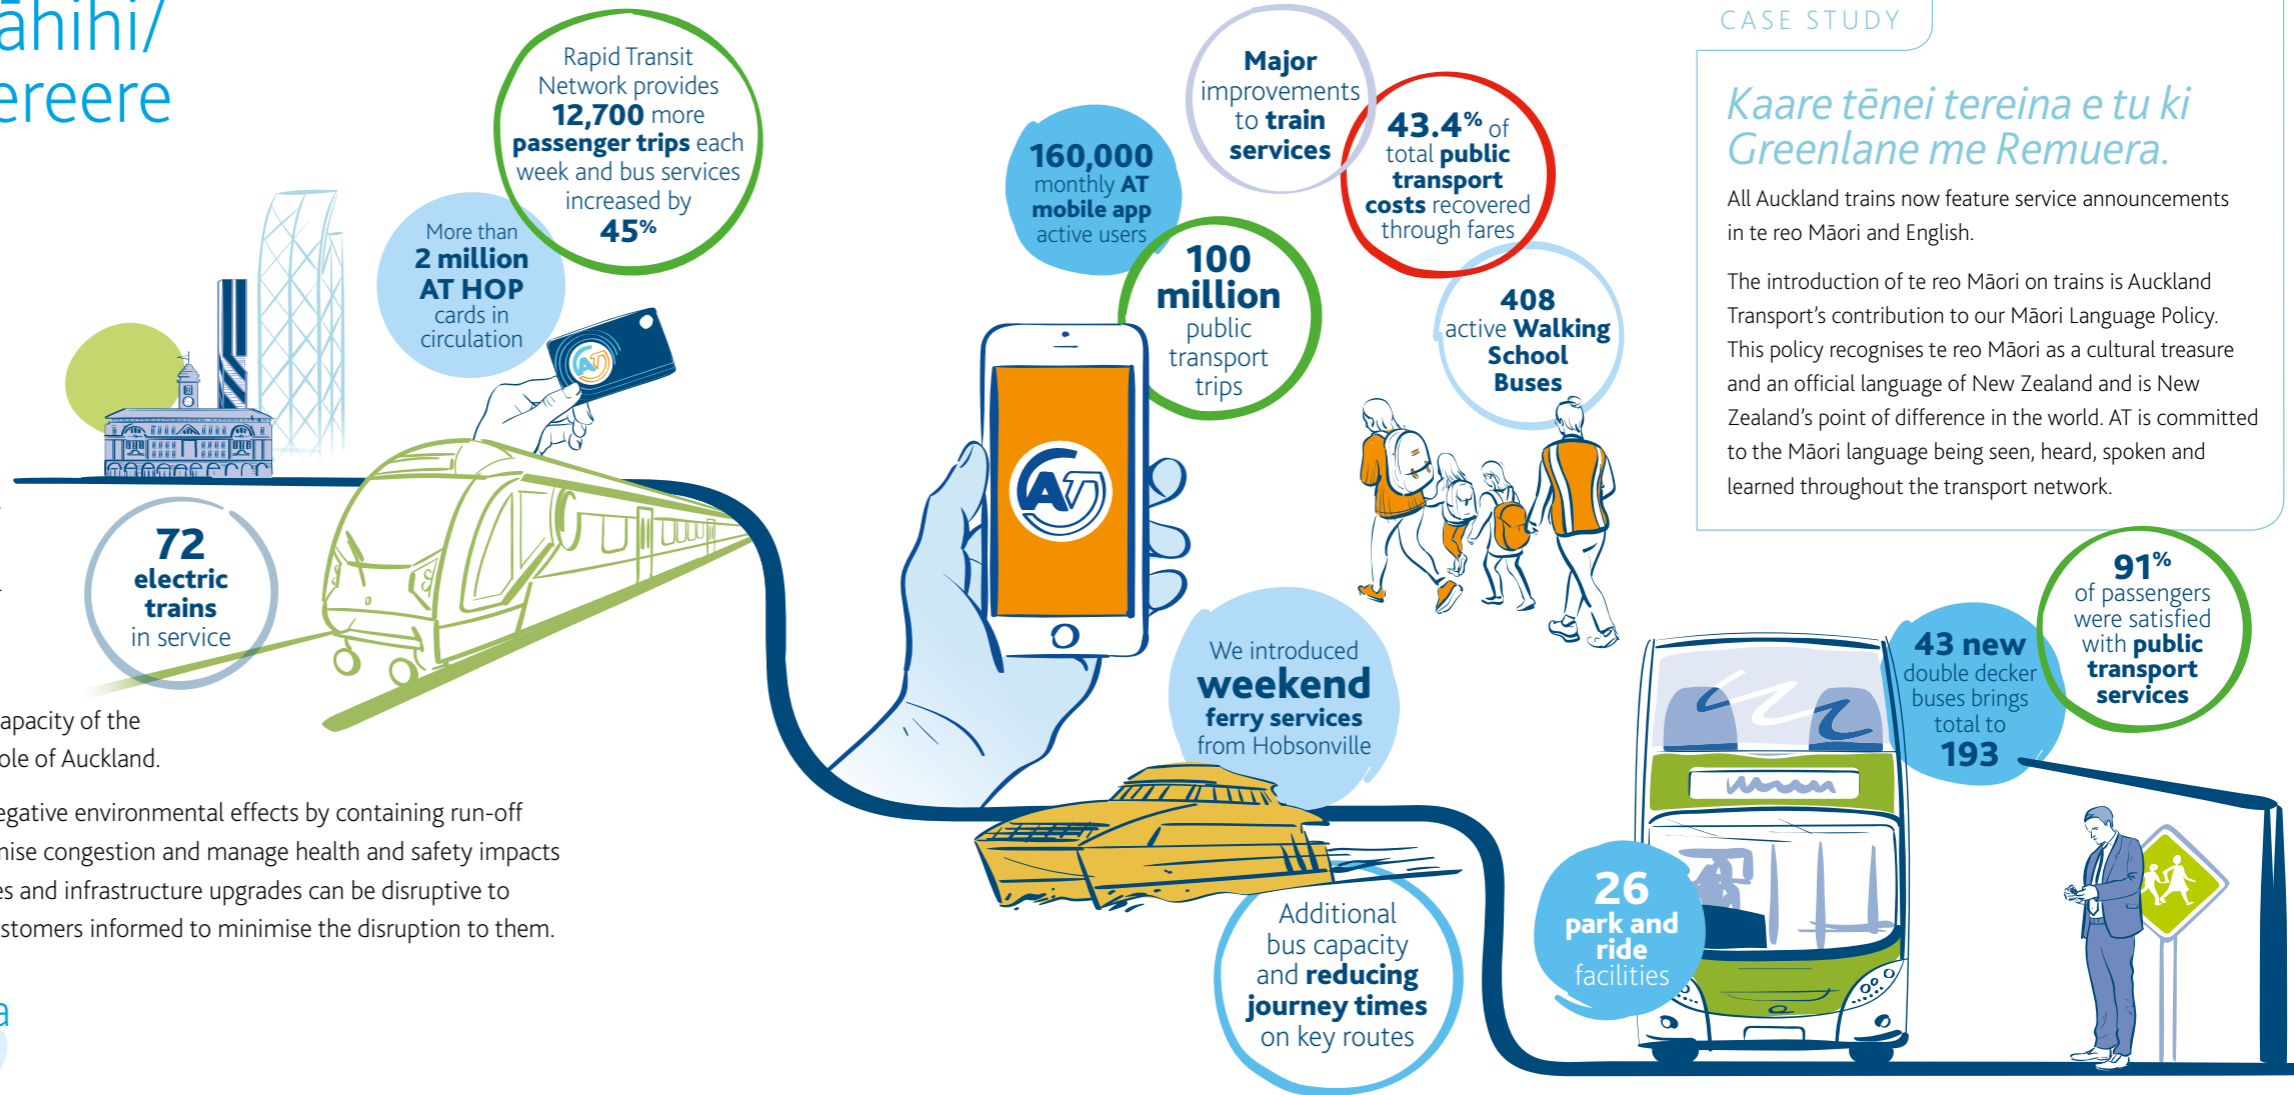 Rapid Transit
Network provides
12,700 more
passenger trips each
week and bus services
increased by
45%
More than
2 million
AT HOP
cards in
circulation
AT
72
electric
trains
in service
apacity of the
ole of Auckland.
egative environmental effects by containing run-off
nise congestion and manage health and safety impacts
es and infrastructure upgrades can be disruptive to
stomers informed to minimise the disruption to them.
160,000
monthly AT
mobile app
active users
Major
improvements
to train
services
43.4% of
total public
transport
costs recovered
through fares
100
million
public
transport
trips
408
active Walking
School
Buses
AT
We introduced
weekend
ferry services
from Hobsonville
Additional
bus capacity
and reducing
journey times
on key routes
26
park and
ride
facilities
43 new
double decker
buses brings
total to
193
91%
of passengers
were satisfied
with public
transport
services
CASE STUDY
Kaare tēnei tereina e tu ki
Greenlane me Remuera.
All Auckland trains now feature service announcements
in te reo Māori and English.
The introduction of te reo Māori on trains is Auckland
Transport's contribution to our Māori Language Policy.
This policy recognises te reo Māori as a cultural treasure
and an official language of New Zealand and is New
Zealand's point of difference in the world. AT is committed
to the Māori language being seen, heard, spoken and
learned throughout the transport network.